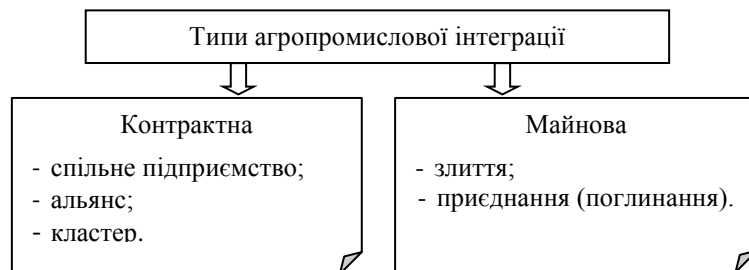 Типи агропромислової інтеграції
Контрактна
- спільне підприємство;
- альянс;
- кластер.
Майнова
- злиття;
- приєднання (поглинання).